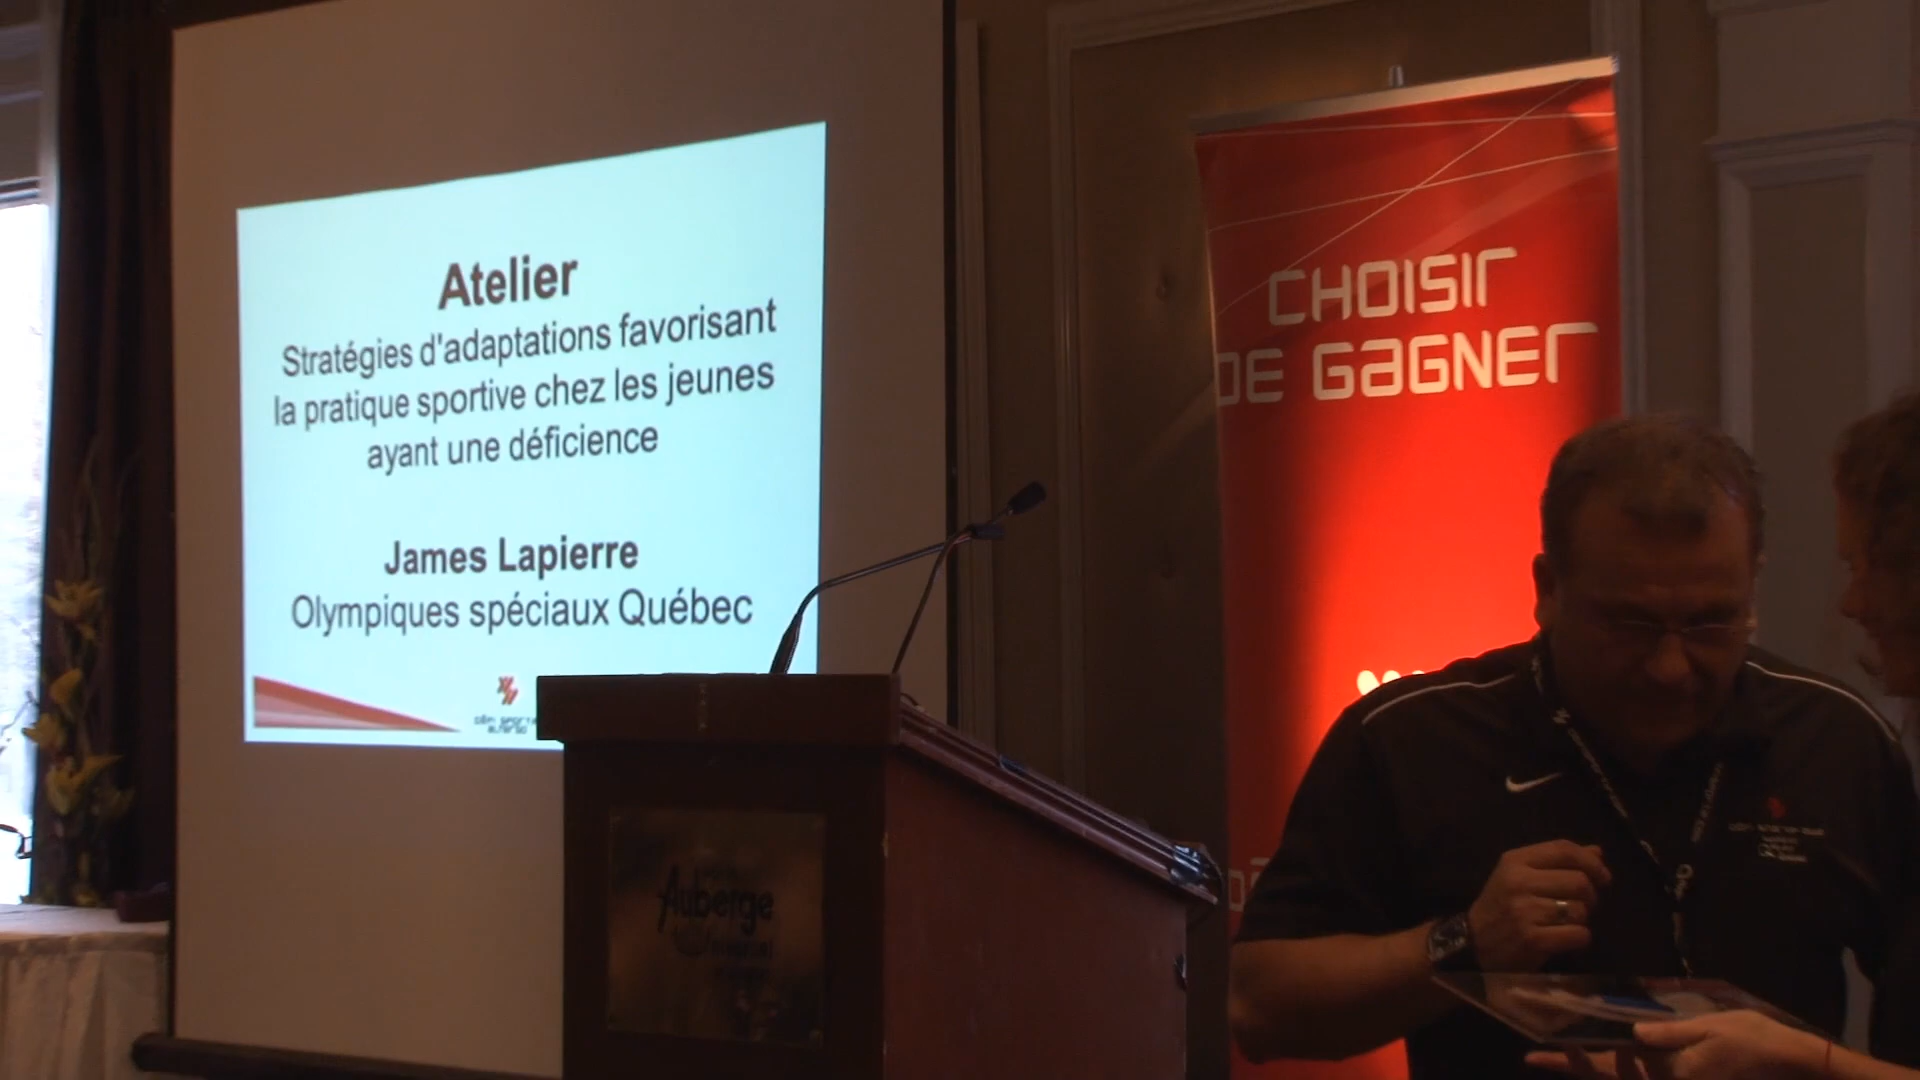 Atelier
Stratégies d'adaptations favorisant
la pratique sportive chez les jeunes
ayant une déficience
James Lapierre
Olympiques spéciaux Québec
CHOISIR
DE GAGNER
Auberge